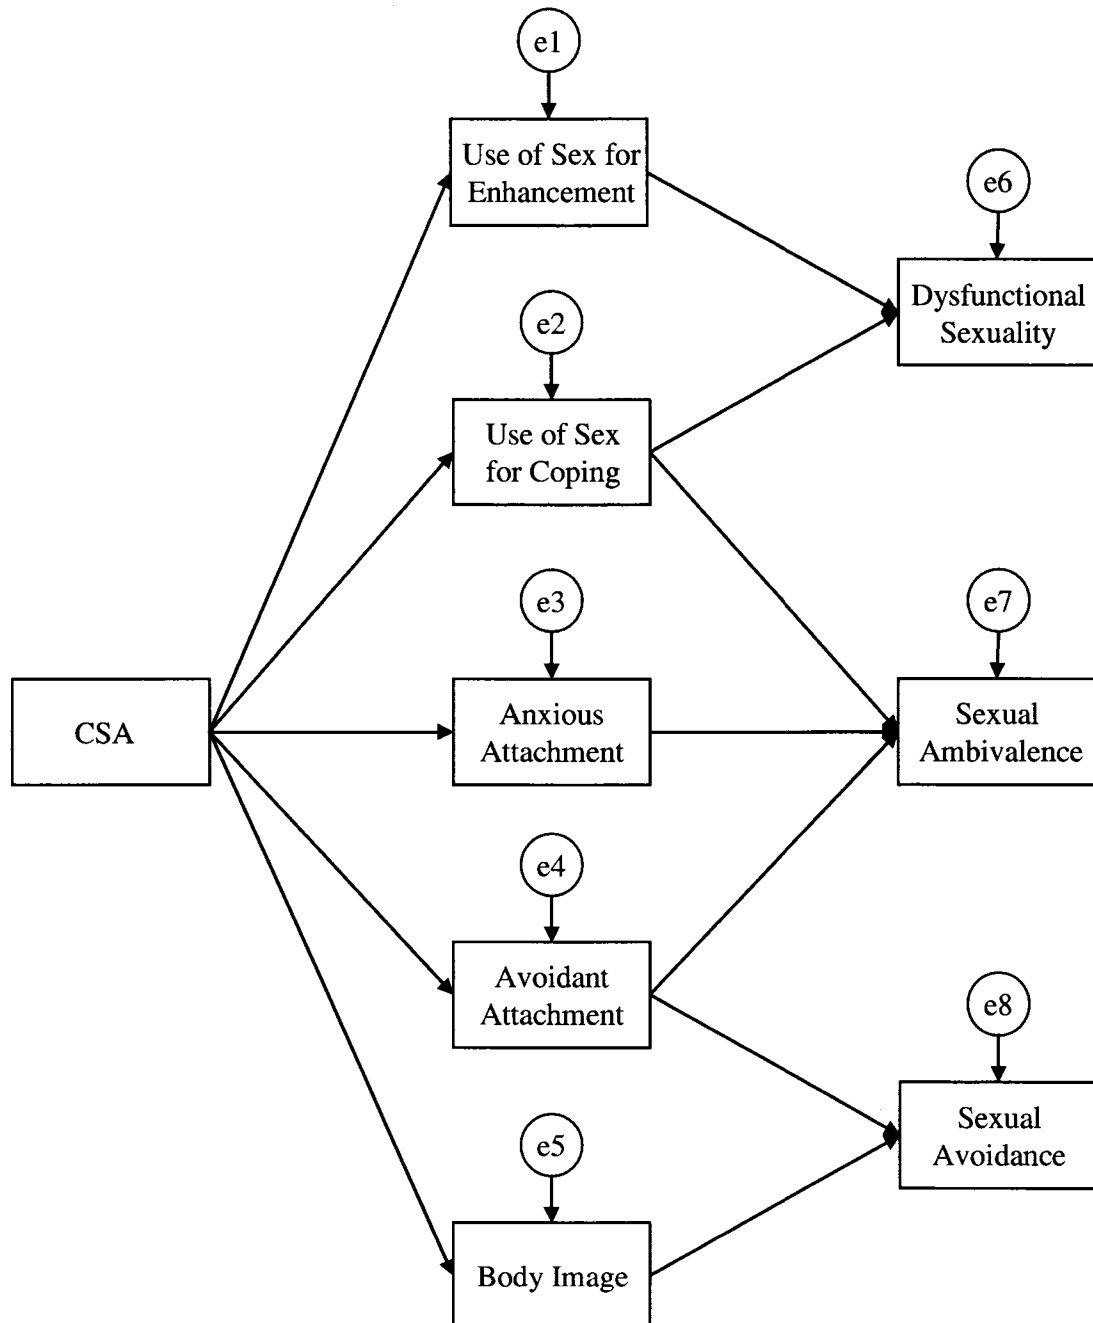 e1
Use of Sex for
Enhancement
e6
Dysfunctional
Sexuality
e2
Use of Sex
for Coping
e3
Anxious
Attachment
e7
Sexual
Ambivalence
CSA
e4
Avoidant
Attachment
e8
Sexual
Avoidance
e5
Body Image